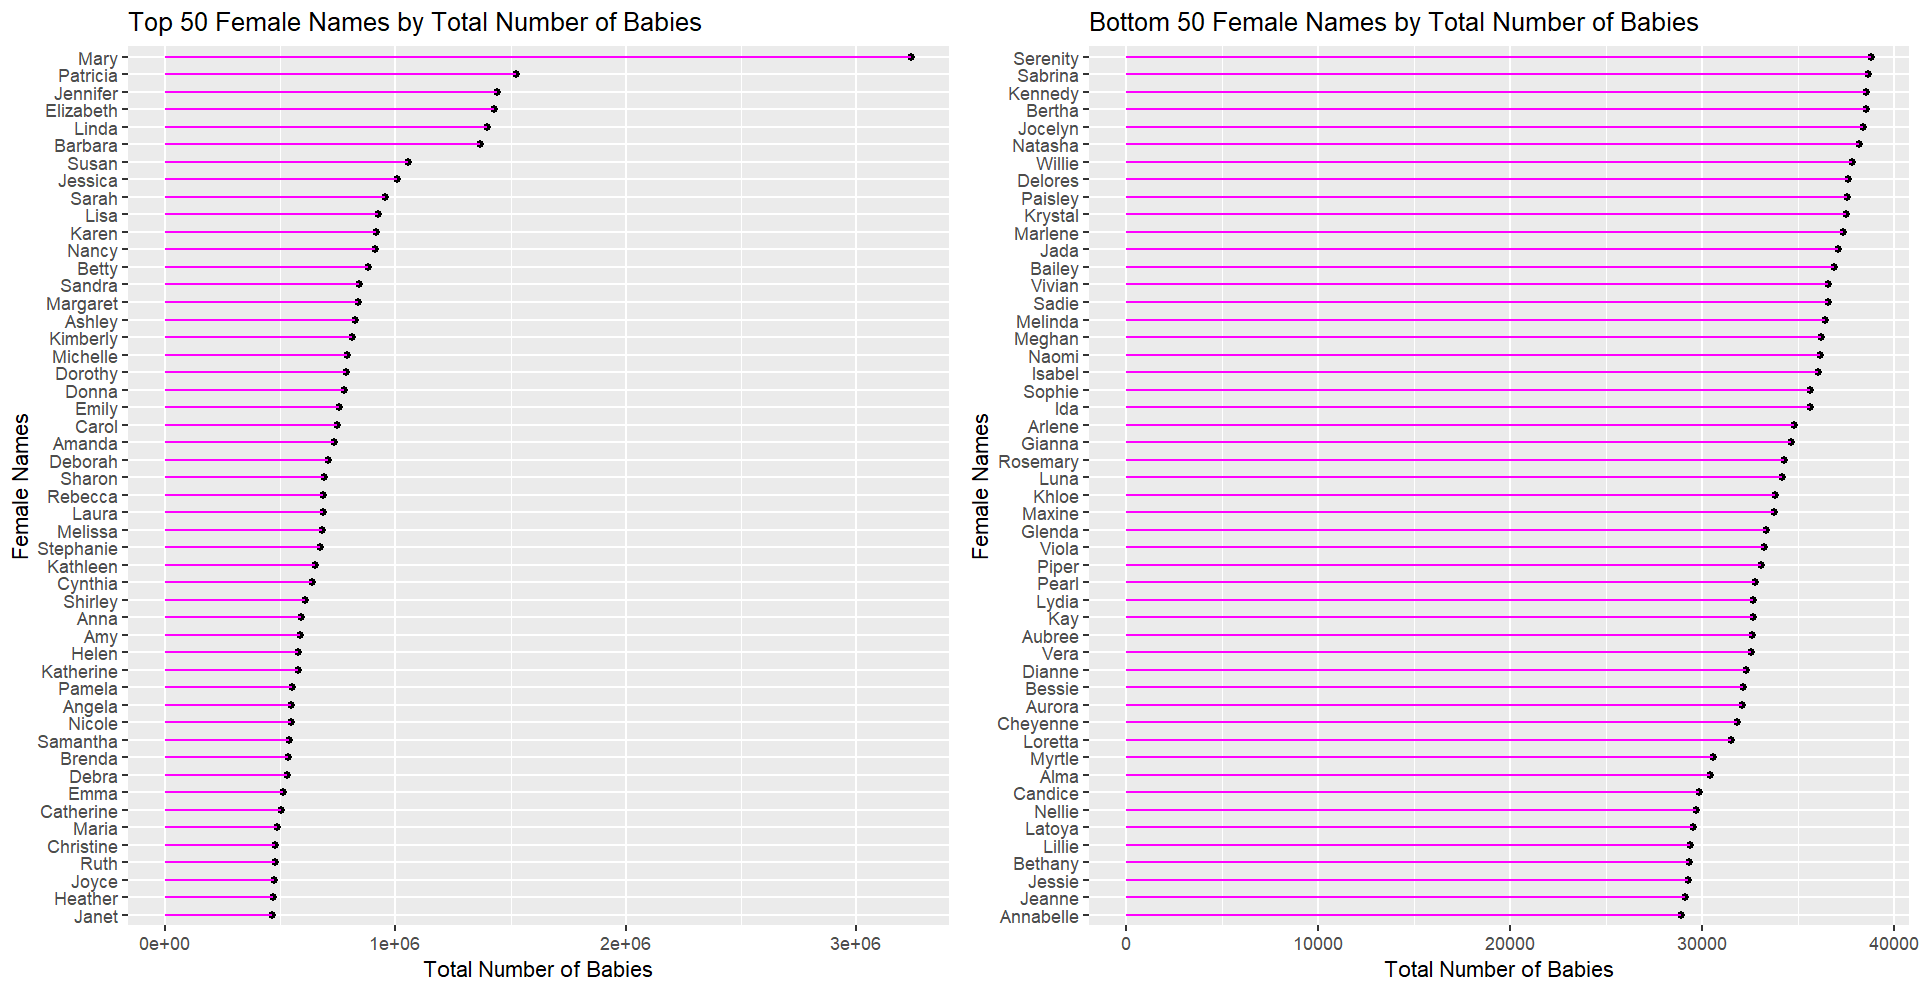 Top 50 Female Names by Total Number of Babies
Female Names
Mary
Patricia
Jennifer
Elizabeth
Linda
Barbara
Susan
Jessica
Sarah
Lisa
Karen
Nancy
Betty
Sandra
Margaret
Ashley
Kimberly
Michelle
Dorothy
Donna
Emily
Carol
Amanda
Deborah
Sharon
Rebecca
Laura
Melissa
Stephanie
Kathleen
Cynthia
Shirley
Anna
Amy
Helen
Katherine
Pamela
Angela
Nicole
Samantha
Brenda
Debra
Emma
Catherine
Maria
Christine
Ruth
Joyce
Heather
Janet
0e+00 1e+06 2e+06 3e+06
Total Number of Babies
Bottom 50 Female Names by Total Number of Babies
Female Names
Serenity
Sabrina
Kennedy
Bertha
Jocelyn
Natasha
Willie
Delores
Paisley
Krystal
Marlene
Jada
Bailey
Vivian
Sadie
Melinda
Meghan
Naomi
Isabel
Sophie
Ida
Arlene
Gianna
Rosemary
Luna
Khloe
Maxine
Glenda
Viola
Piper
Pearl
Lydia
Kay
Aubree
Vera
Dianne
Bessie
Aurora
Cheyenne
Loretta
Myrtle
Alma
Candice
Nellie
Latoya
Lillie
Bethany
Jessie
Jeanne
Annabelle
0 10000 20000 30000 40000
Total Number of Babies